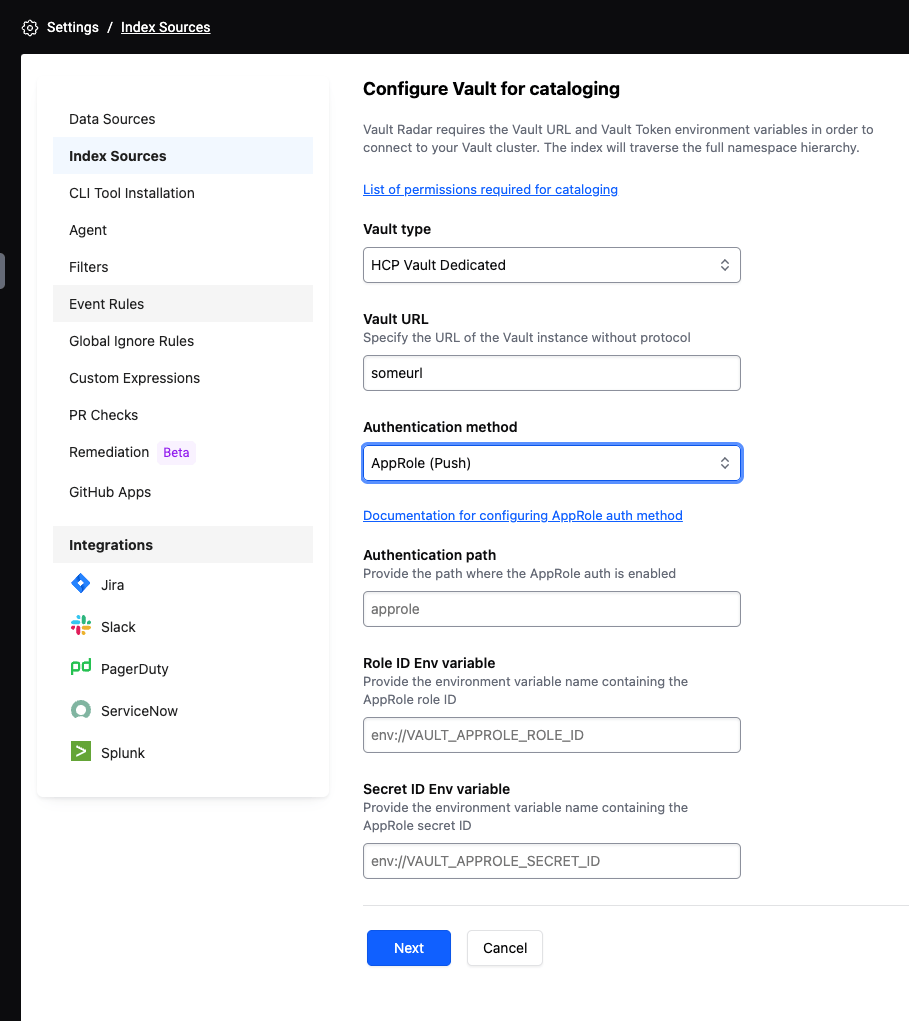 Settings / Index Sources
Data Sources
Index Sources
CLI Tool Installation
Agent
Filters
Event Rules
Global Ignore Rules
Custom Expressions
PR Checks
Remediation Beta
GitHub Apps
Integrations
Jira
Slack
pd PagerDuty
ServiceNow
Splunk
Configure Vault for cataloging
Vault Radar requires the Vault URL and Vault Token environment variables in order to
connect to your Vault cluster. The index will traverse the full namespace hierarchy.
List of permissions required for cataloging
Vault type
HCP Vault Dedicated
Vault URL
Specify the URL of the Vault instance without protocol
someurl
Authentication method
AppRole (Push)
Documentation for configuring AppRole auth method
Authentication path
Provide the path where the AppRole auth is enabled
approle
Role ID Env variable
Provide the environment variable name containing the
AppRole role ID
env://VAULT_APPROLE_ROLE_ID
Secret ID Env variable
Provide the environment variable name containing the
AppRole secret ID
env://VAULT_APPROLE_SECRET_ID
Next Cancel